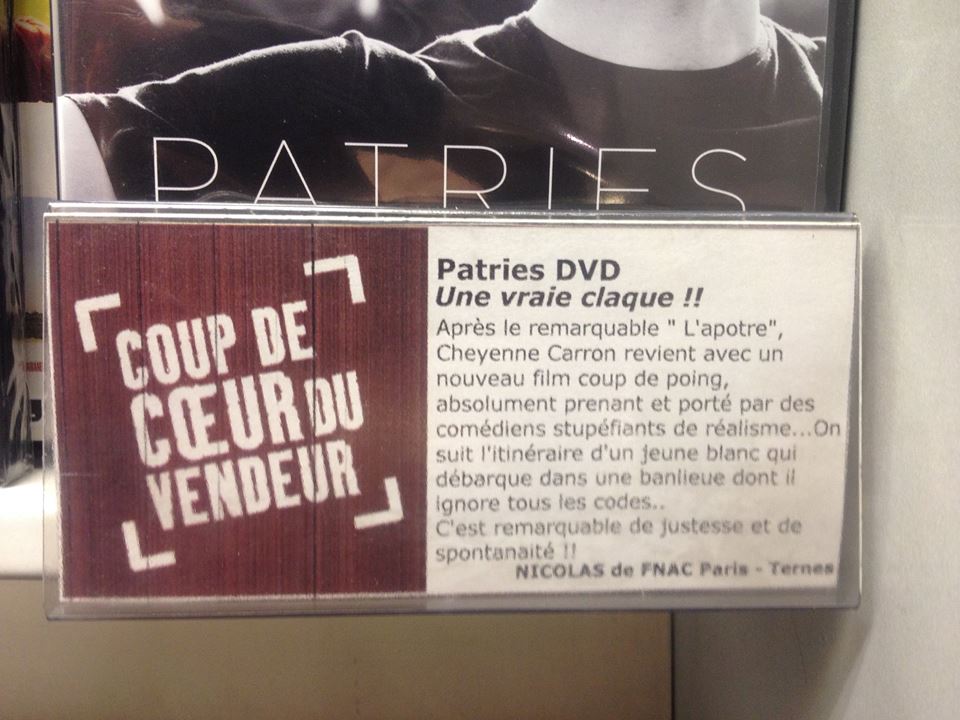 PATRIES
COUP DE
CŒUR DU
VENDEUR
Patries DVD
Une vraie claque !!
Après le remarquable " L'apotre",
Cheyenne Carron revient avec un
nouveau film coup de poing,
absolument prenant et porté par des
comédiens stupéfiants de réalisme...On
suit l'itinéraire d'un jeune blanc qui
débarque dans une banlieue dont il
ignore tous les codes..
C'est remarquable de justesse et de
spontanaité !!
NICOLAS de FNAC Paris - Ternes